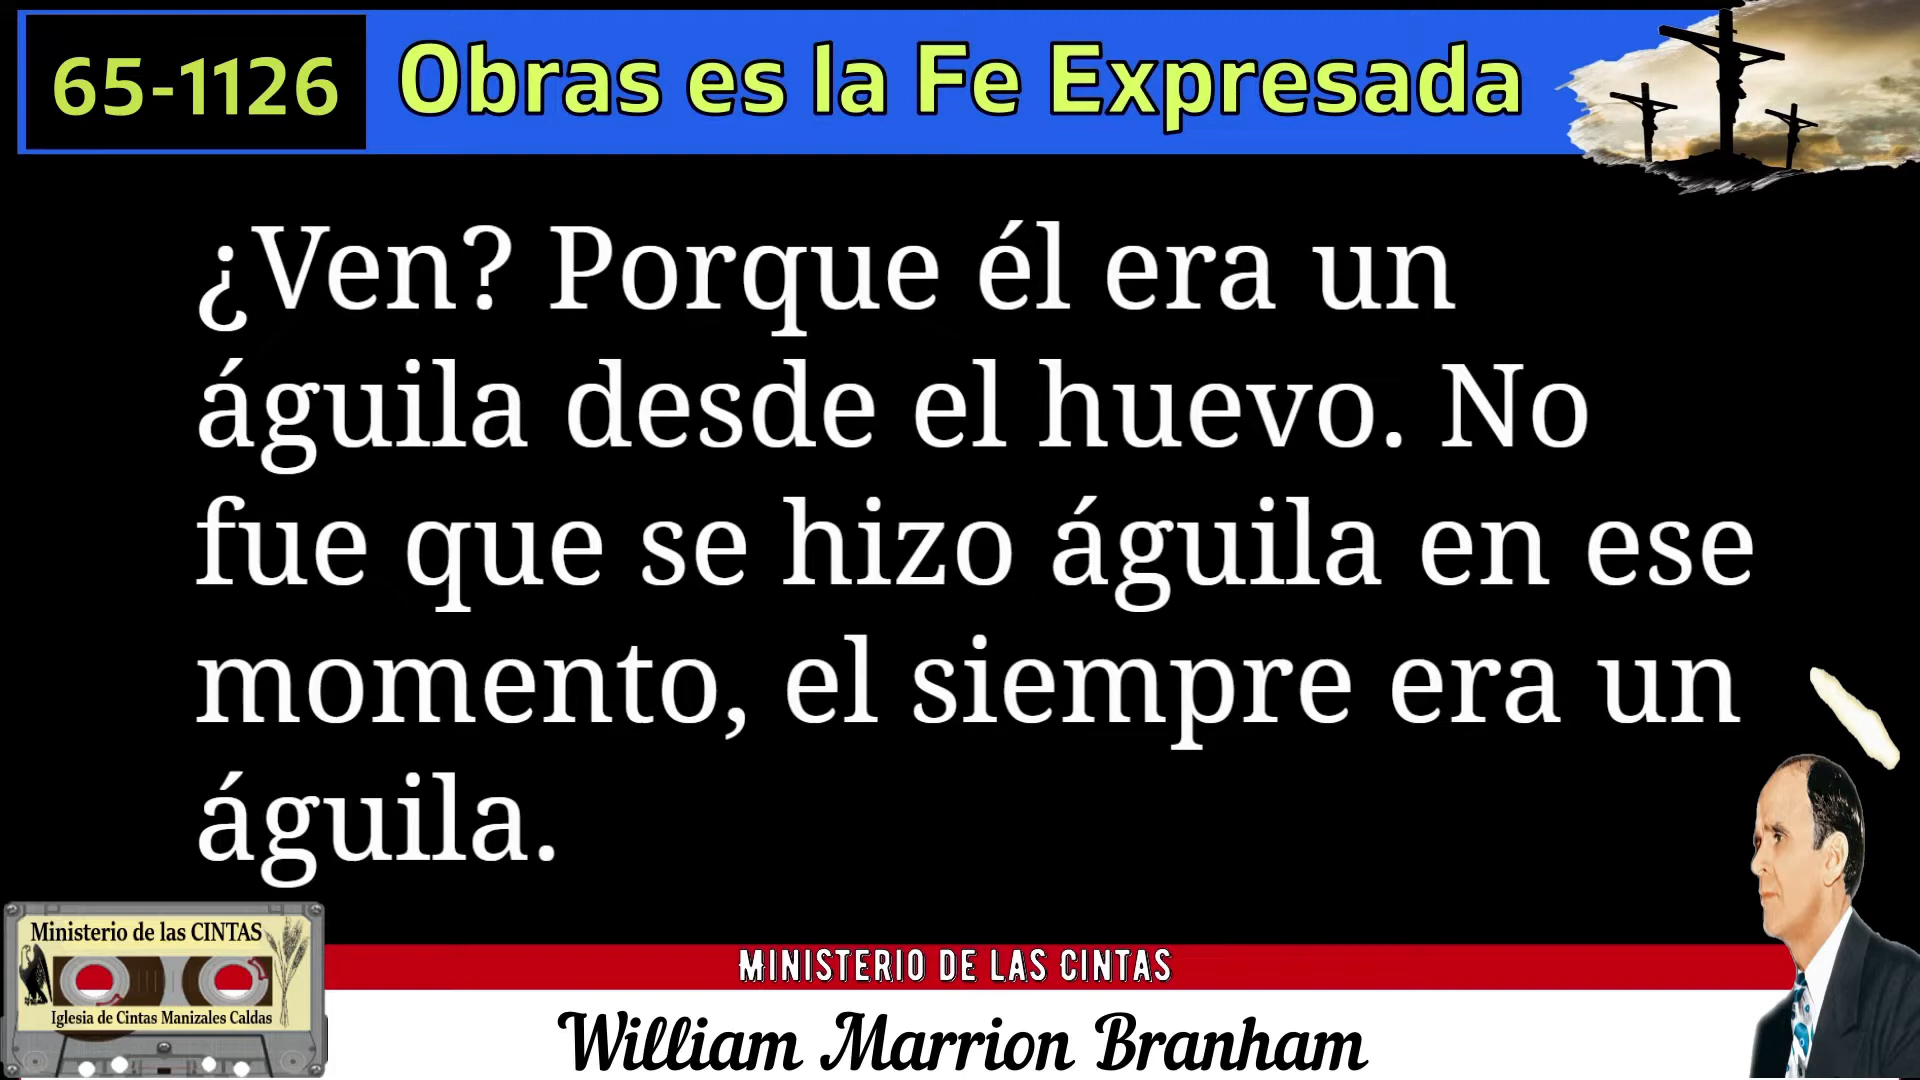 65-1126
Obras es la Fe Expresada
¿Ven? Porque él era un
águila desde el huevo. No
fue que se hizo águila en ese
momento, el siempre era un
águila.
Ministerio de las CINTAS
Iglesia de Cintas Manizales Caldas
MINISTERIO DE LAS CINTAS
William Marrion Branham